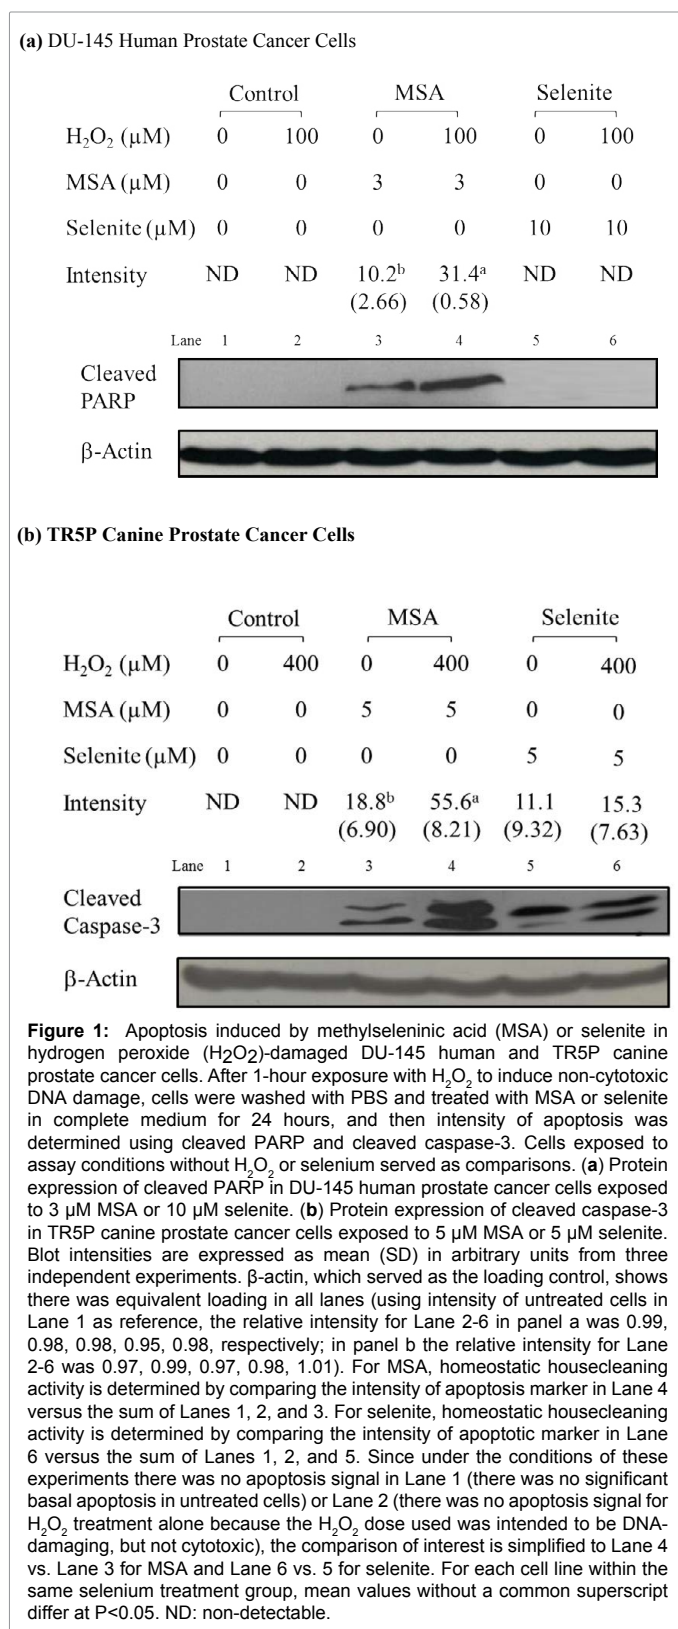 (a) DU-145 Human Prostate Cancer Cells
Control MSA Selenite
H₂O₂ (µM) 0 100 0 100 0 100
MSA (µM) 0 0 3 3 0 0
Selenite (µM) 0 0 0 0 10 10
Intensity ND ND 10.2ᵇ 31.4ᵃ ND ND
(2.66) (0.58)
Lane 1 2 3 4 5 6
Cleaved
PARP
β-Actin
(b) TR5P Canine Prostate Cancer Cells
Control MSA Selenite
H₂O₂ (µM) 0 400 0 400 0 400
MSA (µM) 0 0 5 5 0 0
Selenite (µM) 0 0 0 0 5 5
Intensity ND ND 18.8ᵇ 55.6ᵃ 11.1 15.3
(6.90) (8.21) (9.32) (7.63)
Lane 1 2 3 4 5 6
Cleaved
Caspase-3
β-Actin
Figure 1: Apoptosis induced by methylseleninic acid (MSA) or selenite in
hydrogen peroxide (H2O2)-damaged DU-145 human and TR5P canine
prostate cancer cells. After 1-hour exposure with H₂O₂ to induce non-cytotoxic
DNA damage, cells were washed with PBS and treated with MSA or selenite
in complete medium for 24 hours, and then intensity of apoptosis was
determined using cleaved PARP and cleaved caspase-3. Cells exposed to
assay conditions without H₂O₂ or selenium served as comparisons. (a) Protein
expression of cleaved PARP in DU-145 human prostate cancer cells exposed
to 3 µM MSA or 10 µM selenite. (b) Protein expression of cleaved caspase-3
in TR5P canine prostate cancer cells exposed to 5 µM MSA or 5 µM selenite.
Blot intensities are expressed as mean (SD) in arbitrary units from three
independent experiments. β-actin, which served as the loading control, shows
there was equivalent loading in all lanes (using intensity of untreated cells in
Lane 1 as reference, the relative intensity for Lane 2-6 in panel a was 0.99,
0.98, 0.98, 0.95, 0.98, respectively; in panel b the relative intensity for Lane
2-6 was 0.97, 0.99, 0.97, 0.98, 1.01). For MSA, homeostatic housecleaning
activity is determined by comparing the intensity of apoptosis marker in Lane 4
versus the sum of Lanes 1, 2, and 3. For selenite, homeostatic housecleaning
activity is determined by comparing the intensity of apoptotic marker in Lane
6 versus the sum of Lanes 1, 2, and 5. Since under the conditions of these
experiments there was no apoptosis signal in Lane 1 (there was no significant
basal apoptosis in untreated cells) or Lane 2 (there was no apoptosis signal for
H₂O₂ treatment alone because the H₂O₂ dose used was intended to be DNA-
damaging, but not cytotoxic), the comparison of interest is simplified to Lane 4
vs. Lane 3 for MSA and Lane 6 vs. 5 for selenite. For each cell line within the
same selenium treatment group, mean values without a common superscript
differ at P<0.05. ND: non-detectable.